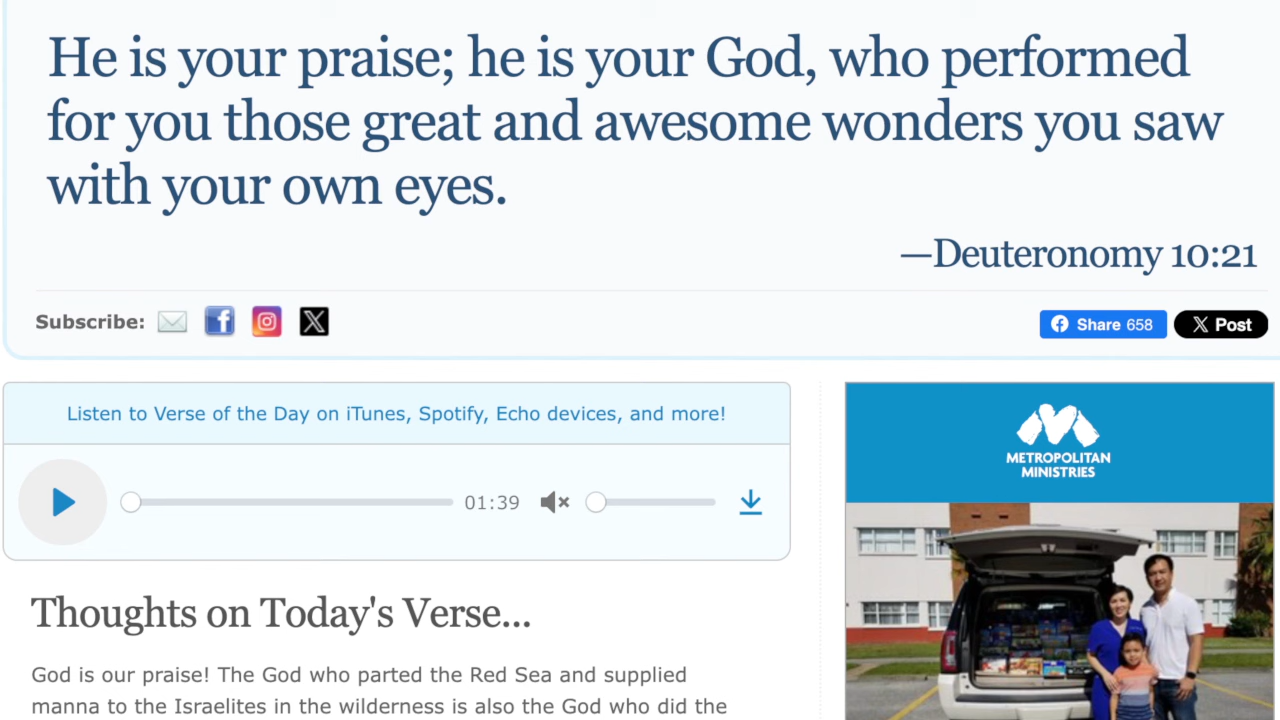 He is your praise; he is your God, who performed
for you those great and awesome wonders you saw
with your own eyes.
—Deuteronomy 10:21
Subscribe:
Share 658
Post
Listen to Verse of the Day on iTunes, Spotify, Echo devices, and more!
01:39
METROPOLITAN
MINISTRIES
Thoughts on Today's Verse...
God is our praise! The God who parted the Red Sea and supplied
manna to the Israelites in the wilderness is also the God who did the